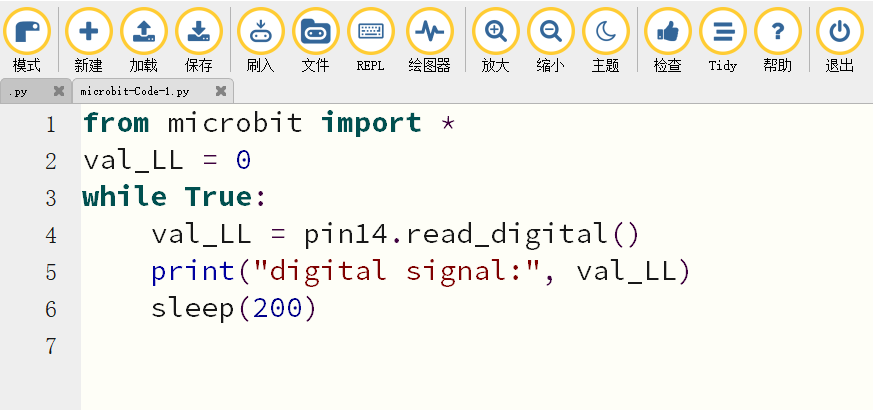 模式 新建 加载 保存 刷入 文件 REPL 绘图器 放大 缩小 主题 检查 Tidy 帮助 退出
.py microbit-Code-1.py
1 from microbit import *
2 val_LL = 0
3 while True:
4     val_LL = pin14.read_digital()
5     print("digital signal:", val_LL)
6     sleep(200)
7